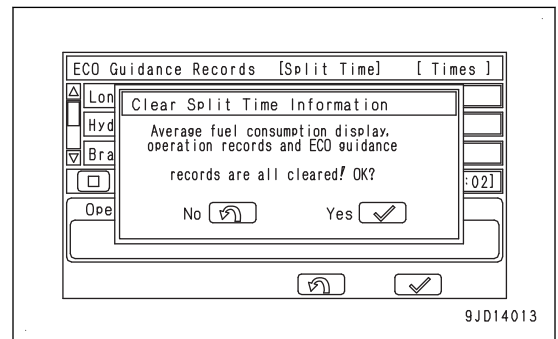 ECO Guidance Records [Split Time] [ Times ]
Lon
Clear Split Time Information
Hyd
Average fuel consumption display,
operation records and ECO guidance
Bra
records are all cleared! OK?
:02]
Ope
No Yes
9JD14013